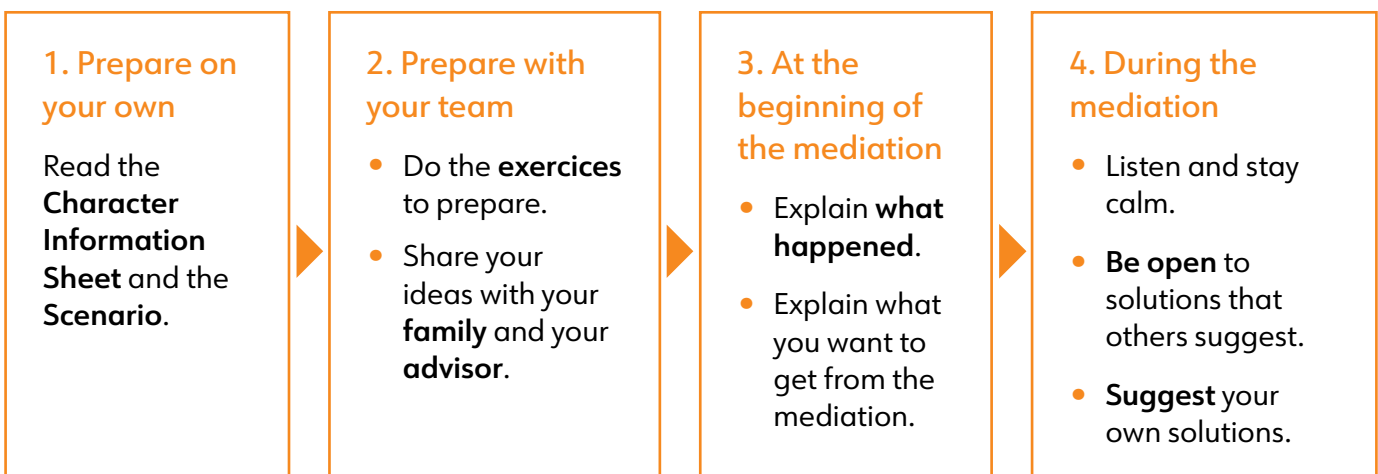 1. Prepare on
your own
Read the
Character
Information
Sheet and the
Scenario.
2. Prepare with
your team
• Do the exercices
to prepare.
• Share your
ideas with your
family and your
advisor.
3. At the
beginning of
the mediation
• Explain what
happened.
• Explain what
you want to
get from the
mediation.
4. During the
mediation
• Listen and stay
calm.
• Be open to
solutions that
others suggest.
• Suggest your
own solutions.